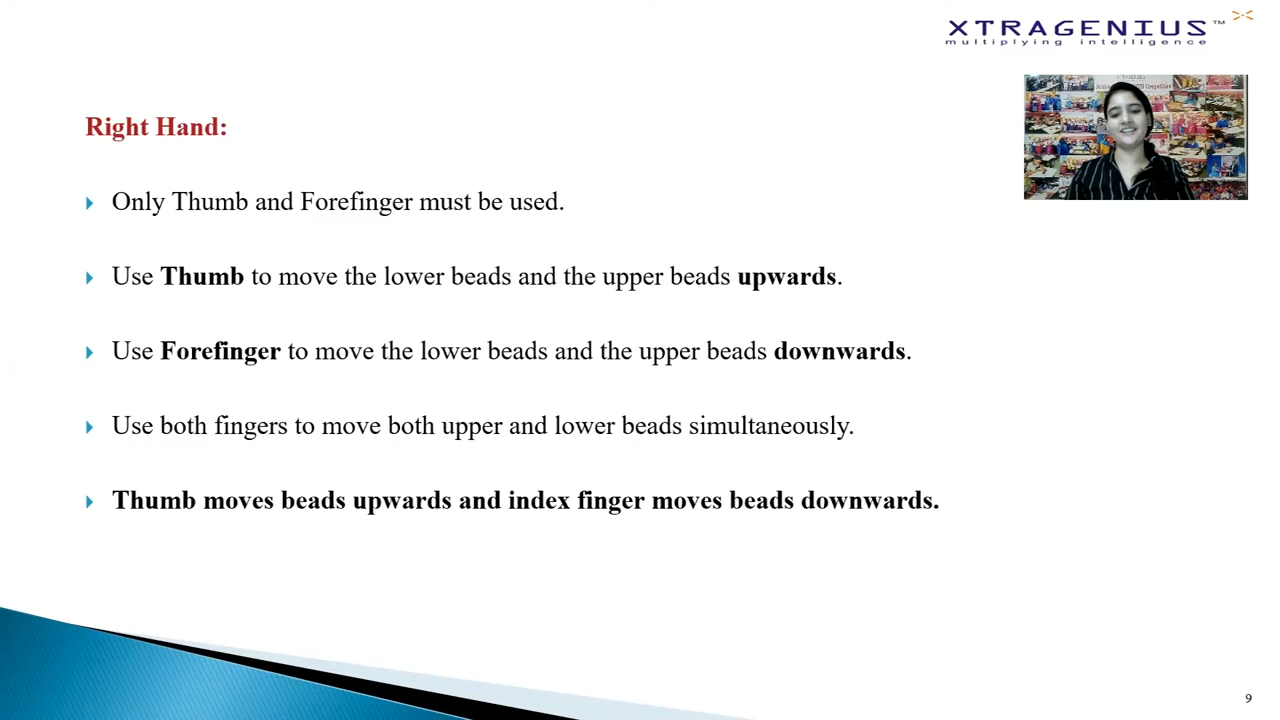 XTRAGENIUS™
multiplying intelligence
Right Hand:
Only Thumb and Forefinger must be used.
Use Thumb to move the lower beads and the upper beads upwards.
Use Forefinger to move the lower beads and the upper beads downwards.
Use both fingers to move both upper and lower beads simultaneously.
Thumb moves beads upwards and index finger moves beads downwards.
9